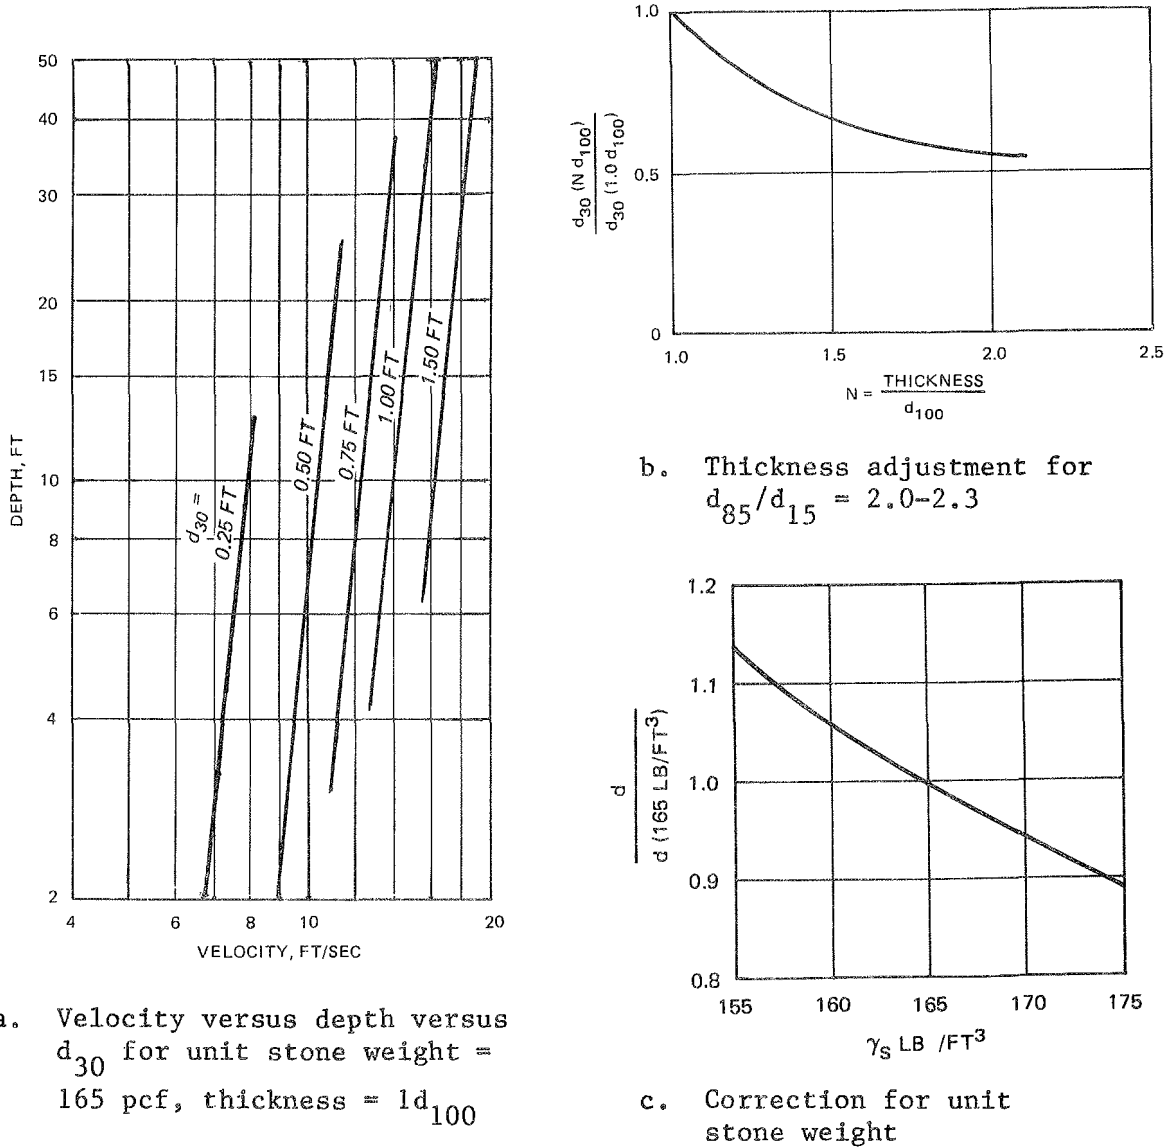 50
40
30
20
15
10
8
6
4
2
DEPTH, FT
d30 =
0.25 FT
0.50 FT
0.75 FT
1.00 FT
1.50 FT
4 6 8 10 20
VELOCITY, FT/SEC
a. Velocity versus depth versus
d30 for unit stone weight =
165 pcf, thickness = 1d100
1.0
0.5
0
d30 (N d100)
d30 (1.0 d100)
1.0 1.5 2.0 2.5
N = THICKNESS
d100
b. Thickness adjustment for
d85/d15 = 2.0-2.3
1.2
1.1
1.0
0.9
0.8
d
d (165 LB/FT³)
155 160 165 170 175
γS LB /FT³
c. Correction for unit
stone weight